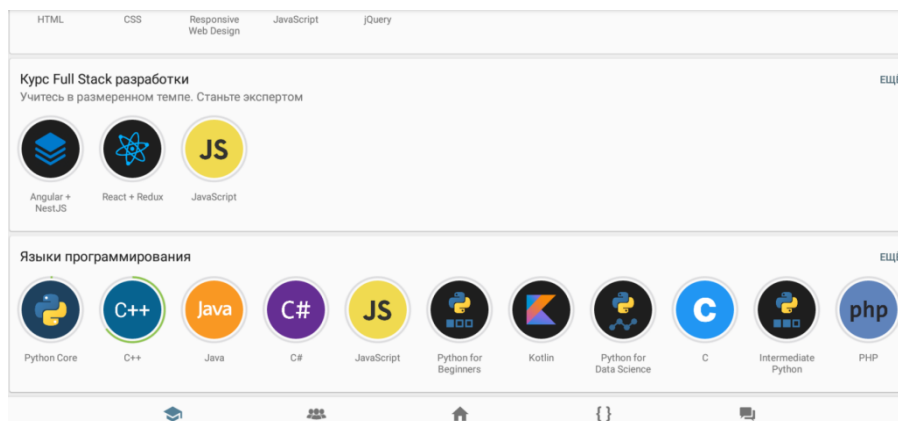 HTML
CSS
Responsive
Web Design
JavaScript
jQuery
Курс Full Stack разработки
ЕЩЁ
Учитесь в размеренном темпе. Станьте экспертом
JS
Angular +
NestJS
React + Redux
JavaScript
Языки программирования
ЕЩЁ
C++
Java
C#
JS
C
php
Python Core
C++
Java
C#
JavaScript
Python for
Beginners
Kotlin
Python for
Data Science
C
Intermediate
Python
PHP
{ }